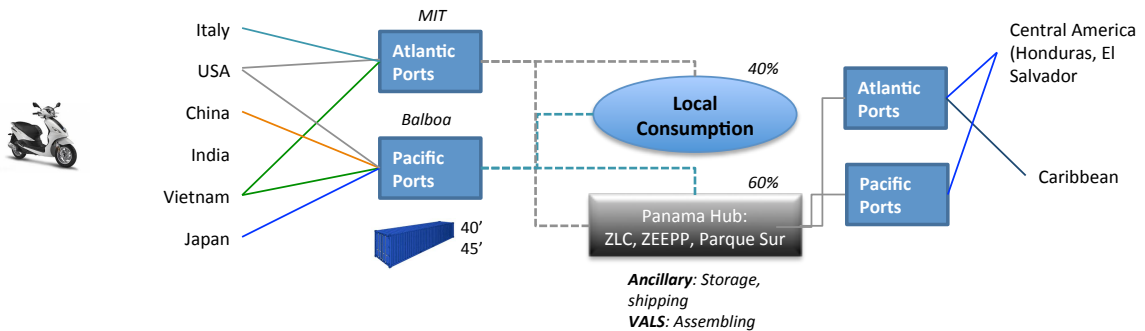 Italy
USA
China
India
Vietnam
Japan
MIT
Atlantic
Ports
Balboa
Pacific
Ports
40’
45’
40%
Local
Consumption
60%
Panama Hub:
ZLC, ZEEPP, Parque Sur
Ancillary: Storage,
shipping
VALS: Assembling
Atlantic
Ports
Pacific
Ports
Central America
(Honduras, El
Salvador
Caribbean